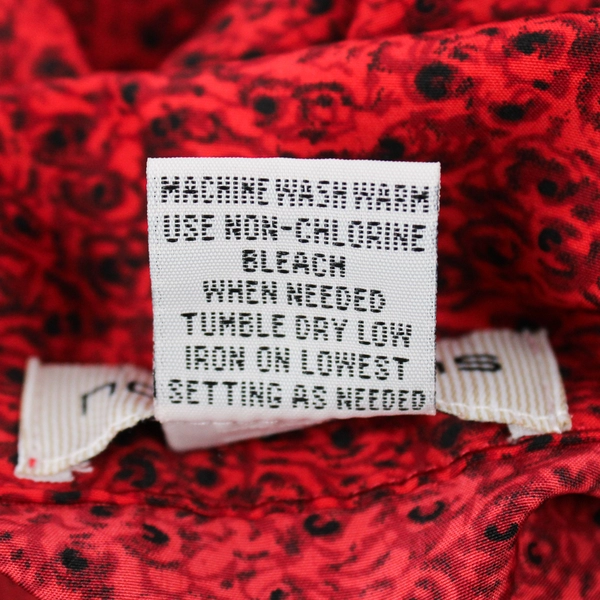 MACHINE WASH WARM
USE NON-CHLORINE
BLEACH
WHEN NEEDED
TUMBLE DRY LOW
IRON ON LOWEST
SETTING AS NEEDED